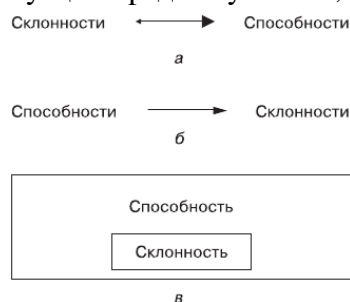 Склонности Способности
а
Способности Склонности
б
Способность
Склонность
в